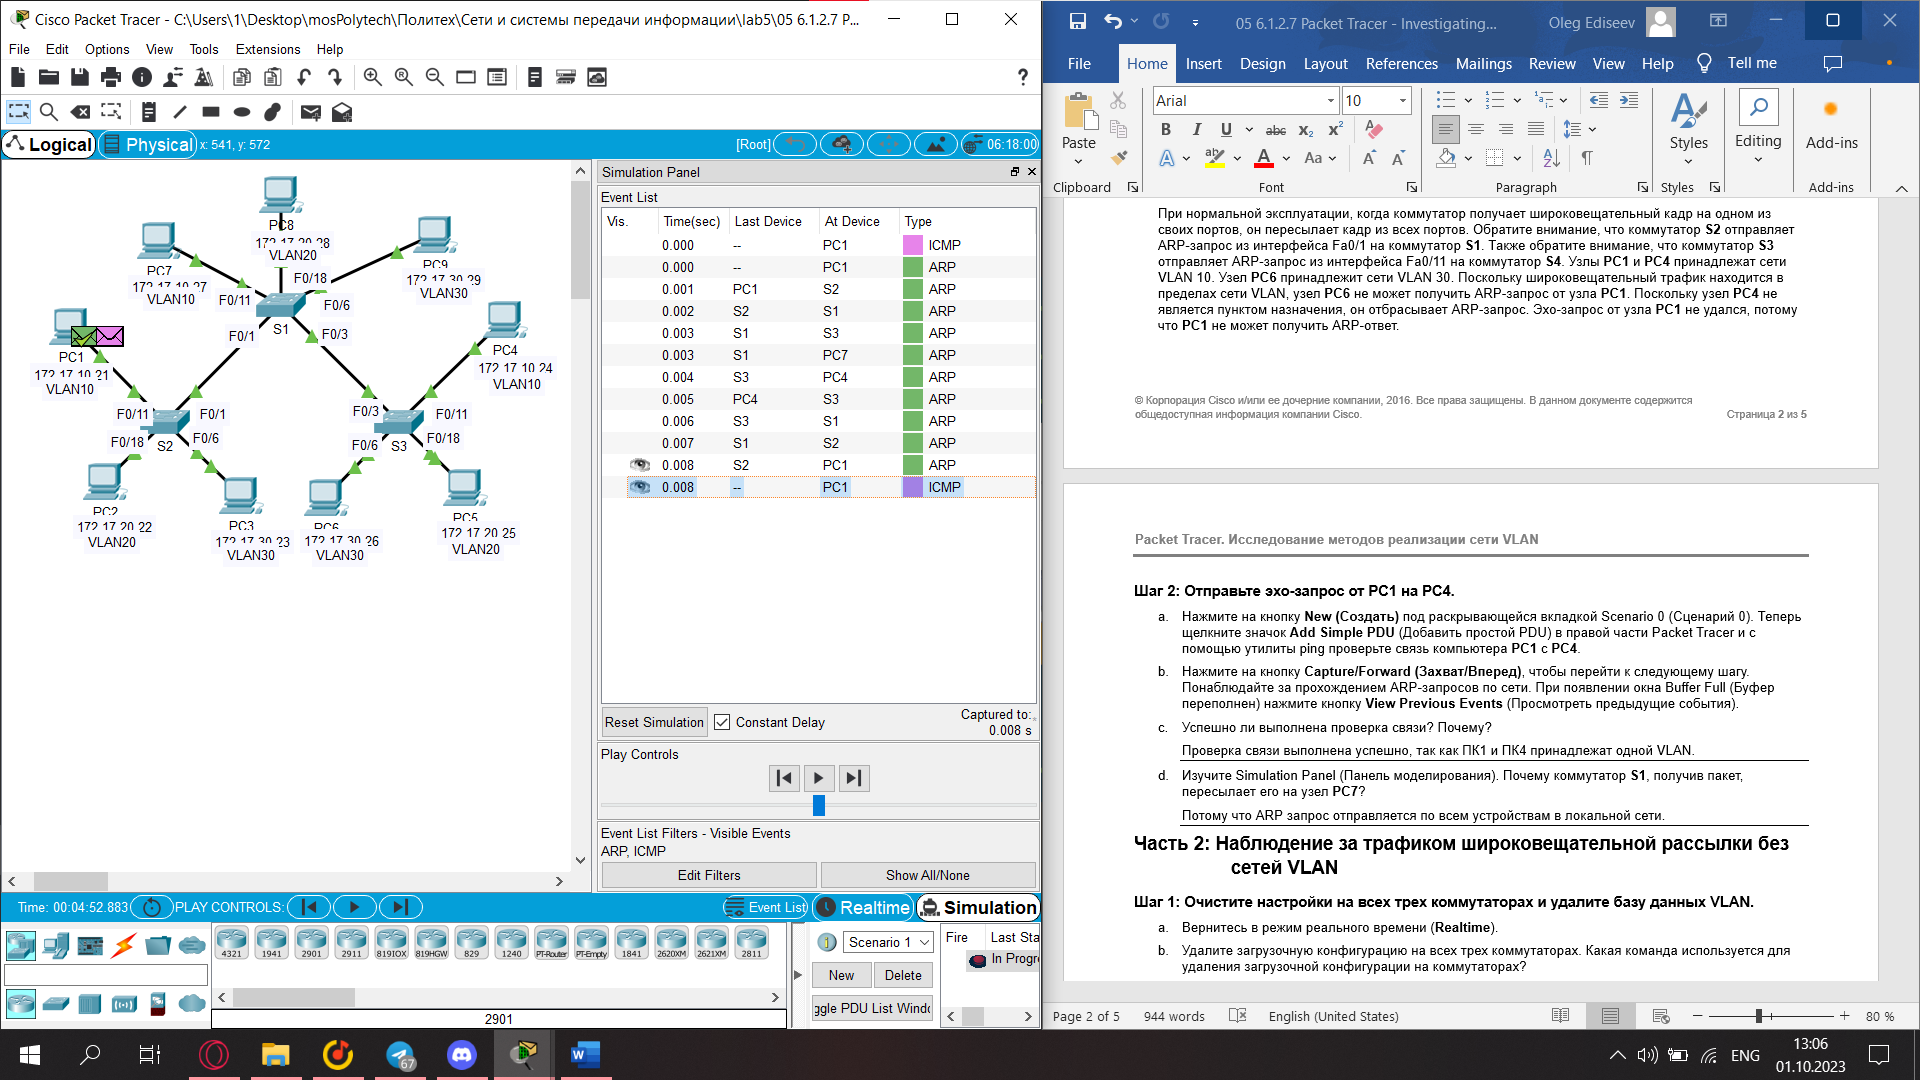 Cisco Packet Tracer - C:\Users\1\Desktop\mosPolytech\Политех\Сети и системы передачи информации\lab5\05 6.1.2.7 P...
File Edit Options View Tools Extensions Help
?
Logical Physical x: 541, y: 572 [Root] 06:18:00
PC8
172.17.20.28
VLAN20
PC7
172.17.10.27
VLAN10
PC9
172.17.30.29
VLAN30
F0/18
F0/11
F0/6
S1
F0/1
F0/3
PC1
172.17.10.21
VLAN10
PC4
172.17.10.24
VLAN10
F0/11
F0/1
F0/3
F0/11
F0/18
F0/6
S2
F0/6
S3
F0/18
PC2
172.17.20.22
VLAN20
PC3
172.17.30.23
VLAN30
PC6
172.17.30.26
VLAN30
PC5
172.17.20.25
VLAN20
Simulation Panel
Event List
Vis. Time(sec) Last Device At Device Type
0.000 -- PC1 ICMP
0.000 -- PC1 ARP
0.001 PC1 S2 ARP
0.002 S2 S1 ARP
0.003 S1 S3 ARP
0.003 S1 PC7 ARP
0.004 S3 PC4 ARP
0.005 PC4 S3 ARP
0.006 S3 S1 ARP
0.007 S1 S2 ARP
0.008 S2 PC1 ARP
0.008 -- PC1 ICMP
Reset Simulation Constant Delay Captured to:
0.008 s
Play Controls
Event List Filters - Visible Events
ARP, ICMP
Edit Filters Show All/None
Time: 00:04:52.883 PLAY CONTROLS: Event List Realtime Simulation
4321 1941 2901 2911 819IOX 819HGW 829 1240 PT-Router PT-Empty 1841 2620XM 2621XM 2811
2901
Scenario 1
New Delete
ggle PDU List Windo
Fire Last Sta
In Progre
05 6.1.2.7 Packet Tracer - Investigating... Oleg Ediseev
File Home Insert Design Layout References Mailings Review View Help Tell me
Arial 10
Paste
Styles
Editing
Add-ins
Clipboard Font Paragraph Styles Add-ins
При нормальной эксплуатации, когда коммутатор получает широковещательный кадр на одном из
своих портов, он пересылает кадр из всех портов. Обратите внимание, что коммутатор S2 отправляет
ARP-запрос из интерфейса Fa0/1 на коммутатор S1. Также обратите внимание, что коммутатор S3
отправляет ARP-запрос из интерфейса Fa0/11 на коммутатор S4. Узлы PC1 и PC4 принадлежат сети
VLAN 10. Узел PC6 принадлежит сети VLAN 30. Поскольку широковещательный трафик находится в
пределах сети VLAN, узел PC6 не может получить ARP-запрос от узла PC1. Поскольку узел PC4 не
является пунктом назначения, он отбрасывает ARP-запрос. Эхо-запрос от узла PC1 не удался, потому
что PC1 не может получить ARP-ответ.
© Корпорация Cisco и/или ее дочерние компании, 2016. Все права защищены. В данном документе содержится
общедоступная информация компании Cisco. Страница 2 из 5
Packet Tracer. Исследование методов реализации сети VLAN
Шаг 2: Отправьте эхо-запрос от PC1 на PC4.
a. Нажмите на кнопку New (Создать) под раскрывающейся вкладкой Scenario 0 (Сценарий 0). Теперь
щелкните значок Add Simple PDU (Добавить простой PDU) в правой части Packet Tracer и с
помощью утилиты ping проверьте связь компьютера PC1 с PC4.
b. Нажмите на кнопку Capture/Forward (Захват/Вперед), чтобы перейти к следующему шагу.
Понаблюдайте за прохождением ARP-запросов по сети. При появлении окна Buffer Full (Буфер
переполнен) нажмите кнопку View Previous Events (Просмотреть предыдущие события).
c. Успешно ли выполнена проверка связи? Почему?
Проверка связи выполнена успешно, так как ПК1 и ПК4 принадлежат одной VLAN.
d. Изучите Simulation Panel (Панель моделирования). Почему коммутатор S1, получив пакет,
пересылает его на узел PC7?
Потому что ARP запрос отправляется по всем устройствам в локальной сети.
Часть 2: Наблюдение за трафиком широковещательной рассылки без
сетей VLAN
Шаг 1: Очистите настройки на всех трех коммутаторах и удалите базу данных VLAN.
a. Вернитесь в режим реального времени (Realtime).
b. Удалите загрузочную конфигурацию на всех трех коммутаторах. Какая команда используется для
удаления загрузочной конфигурации на коммутаторах?
Page 2 of 5 944 words English (United States) 80 %
67
ENG 13:06
01.10.2023